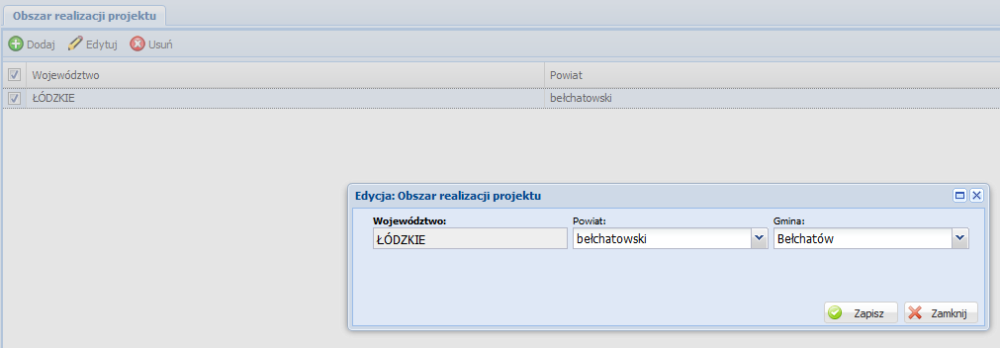 Obszar realizacji projektu
Dodaj Edytuj Usuń
Województwo Powiat
ŁÓDZKIE bełchatowski
Edycja: Obszar realizacji projektu
Województwo: Powiat: Gmina:
ŁÓDZKIE bełchatowski Bełchatów
Zapisz Zamknij